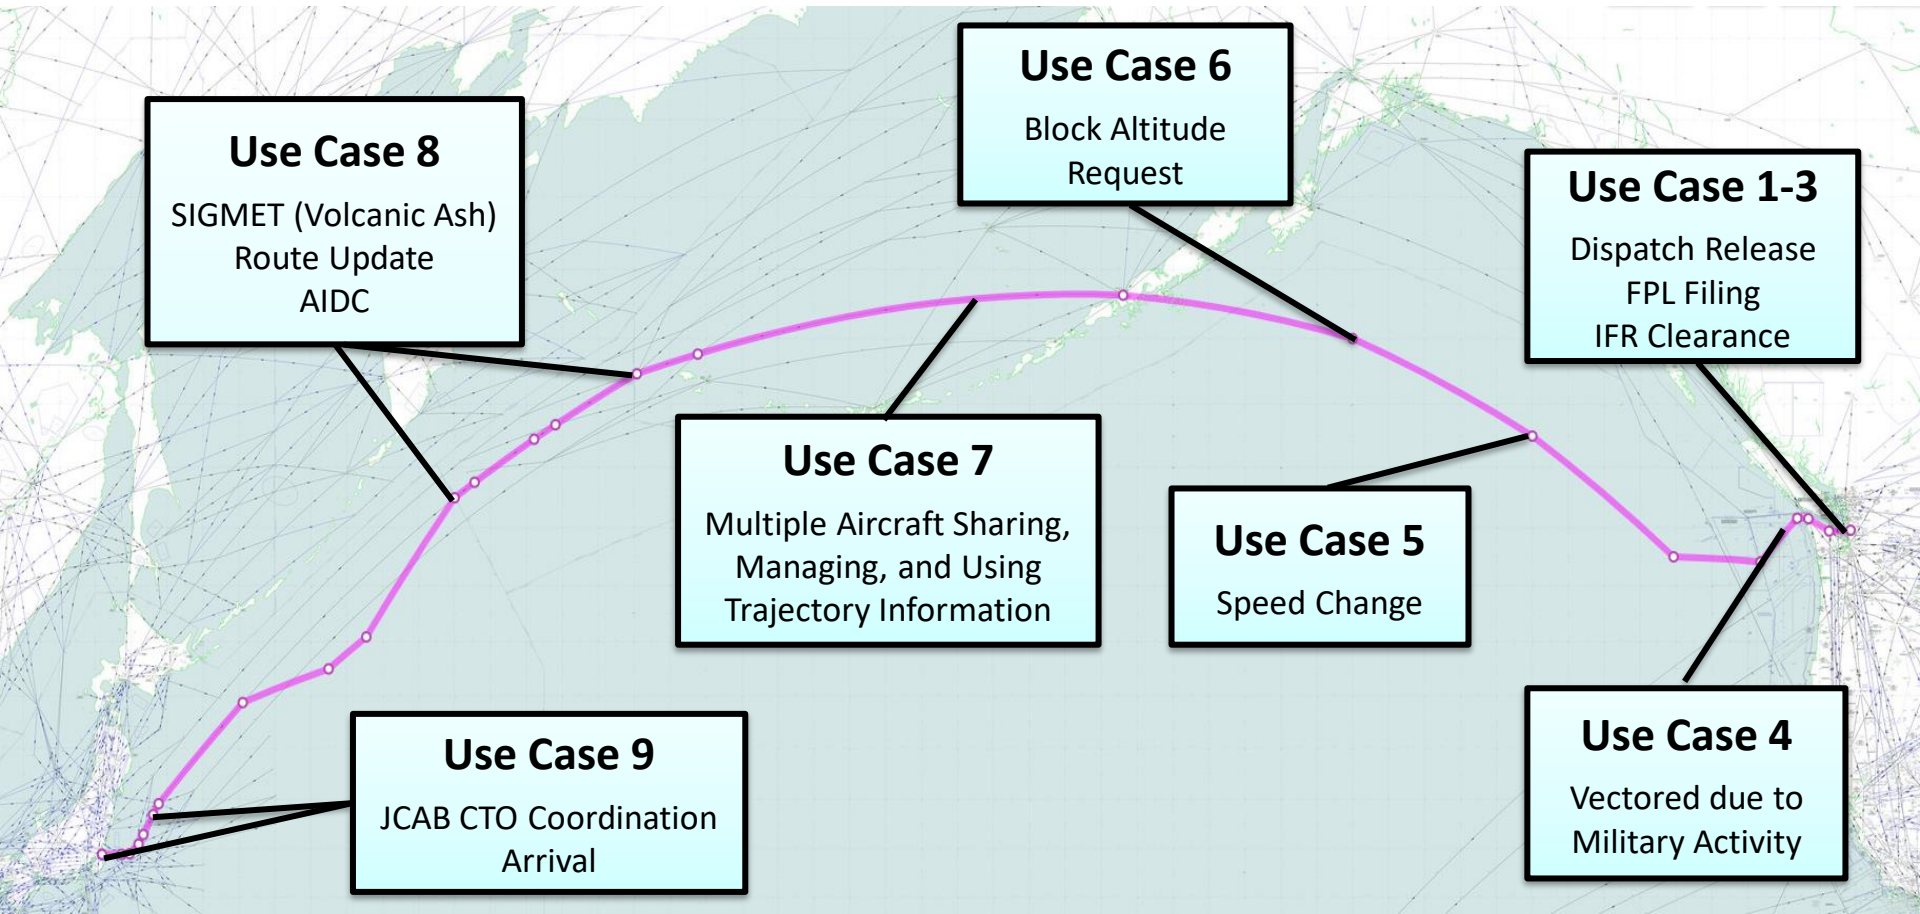 Use Case 6
Block Altitude
Request
Use Case 8
SIGMET (Volcanic Ash)
Route Update
AIDC
Use Case 1-3
Dispatch Release
FPL Filing
IFR Clearance
Use Case 7
Multiple Aircraft Sharing,
Managing, and Using
Trajectory Information
Use Case 5
Speed Change
Use Case 9
JCAB CTO Coordination
Arrival
Use Case 4
Vectored due to
Military Activity